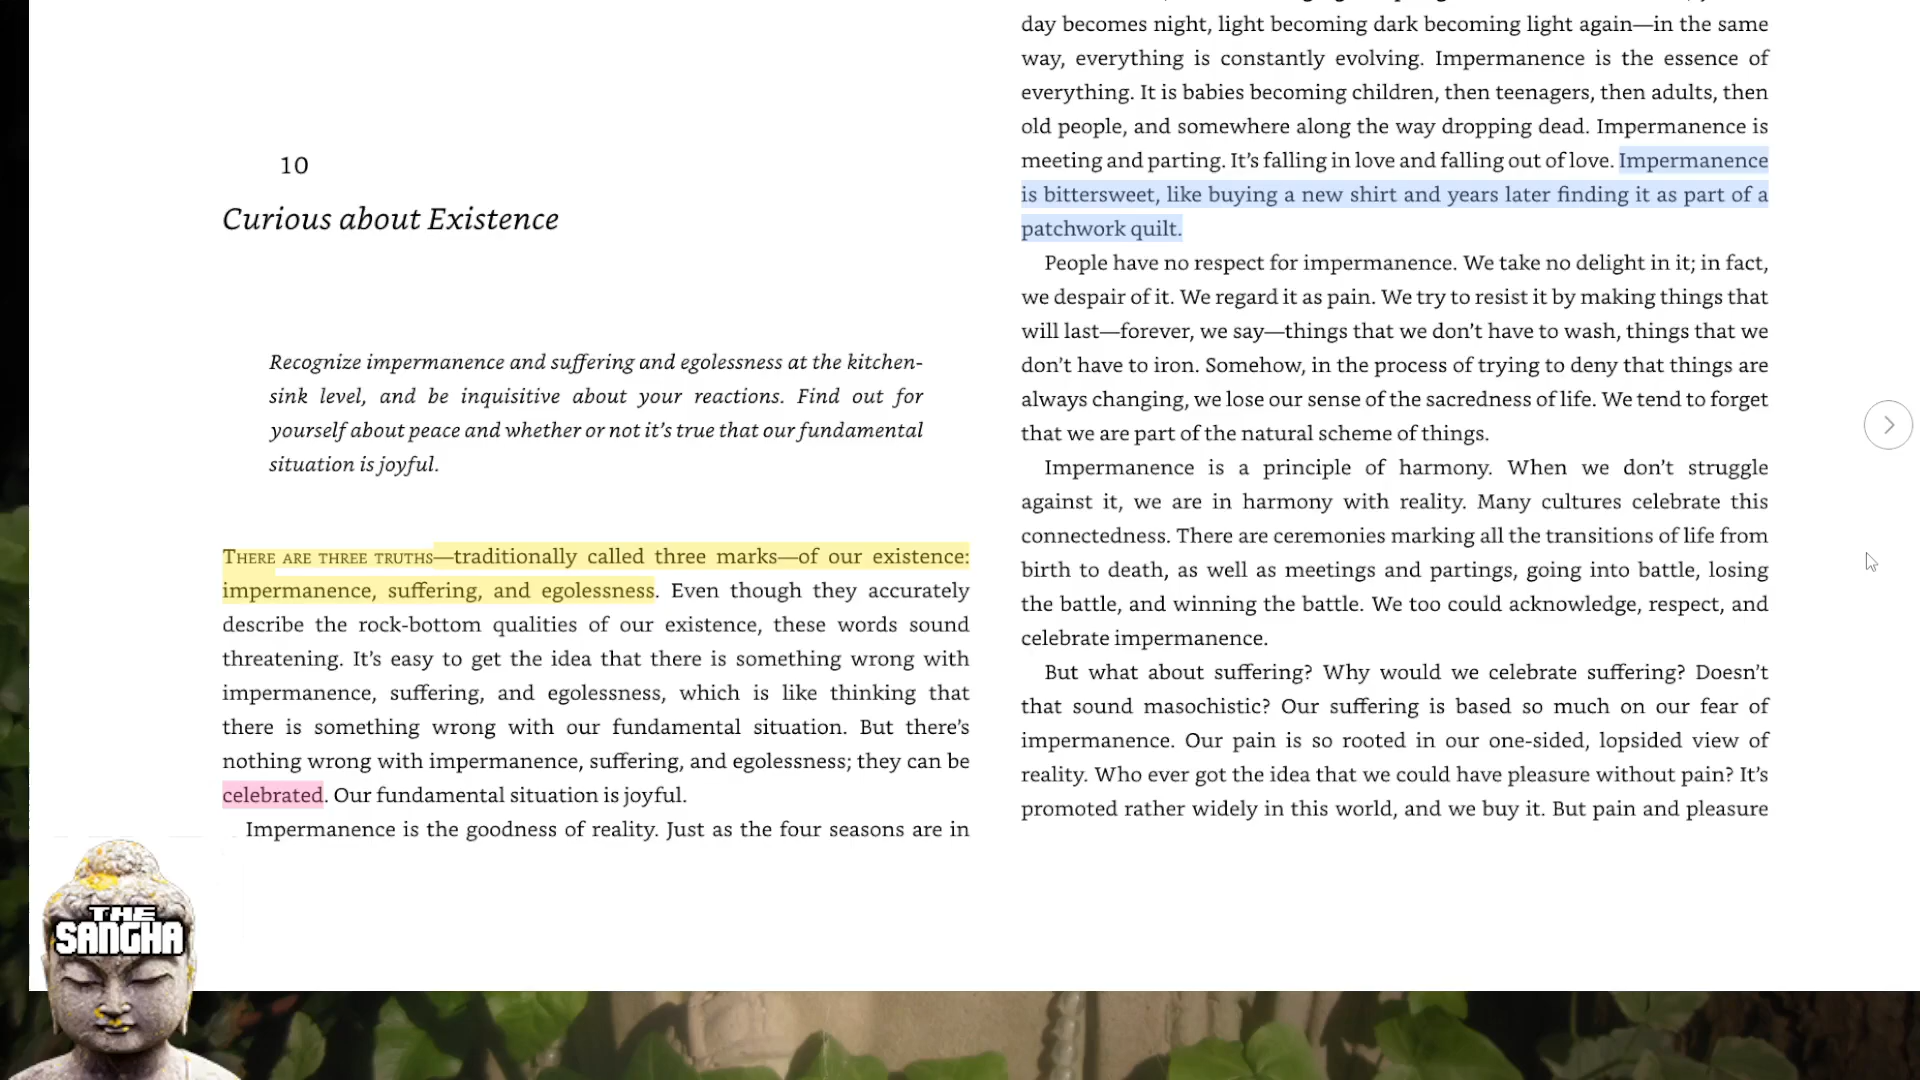 10
Curious about Existence
Recognize impermanence and suffering and egolessness at the kitchen-
sink level, and be inquisitive about your reactions. Find out for
yourself about peace and whether or not it's true that our fundamental
situation is joyful.
THERE ARE THREE TRUTHS—traditionally called three marks—of our existence:
impermanence, suffering, and egolessness. Even though they accurately
describe the rock-bottom qualities of our existence, these words sound
threatening. It's easy to get the idea that there is something wrong with
impermanence, suffering, and egolessness, which is like thinking that
there is something wrong with our fundamental situation. But there's
nothing wrong with impermanence, suffering, and egolessness; they can be
celebrated. Our fundamental situation is joyful.
Impermanence is the goodness of reality. Just as the four seasons are in
day becomes night, light becoming dark becoming light again—in the same
way, everything is constantly evolving. Impermanence is the essence of
everything. It is babies becoming children, then teenagers, then adults, then
old people, and somewhere along the way dropping dead. Impermanence is
meeting and parting. It's falling in love and falling out of love. Impermanence
is bittersweet, like buying a new shirt and years later finding it as part of a
patchwork quilt.
People have no respect for impermanence. We take no delight in it; in fact,
we despair of it. We regard it as pain. We try to resist it by making things that
will last—forever, we say—things that we don't have to wash, things that we
don't have to iron. Somehow, in the process of trying to deny that things are
always changing, we lose our sense of the sacredness of life. We tend to forget
that we are part of the natural scheme of things.
Impermanence is a principle of harmony. When we don't struggle
against it, we are in harmony with reality. Many cultures celebrate this
connectedness. There are ceremonies marking all the transitions of life from
birth to death, as well as meetings and partings, going into battle, losing
the battle, and winning the battle. We too could acknowledge, respect, and
celebrate impermanence.
But what about suffering? Why would we celebrate suffering? Doesn't
that sound masochistic? Our suffering is based so much on our fear of
impermanence. Our pain is so rooted in our one-sided, lopsided view of
reality. Who ever got the idea that we could have pleasure without pain? It's
promoted rather widely in this world, and we buy it. But pain and pleasure
THE
SANGHA